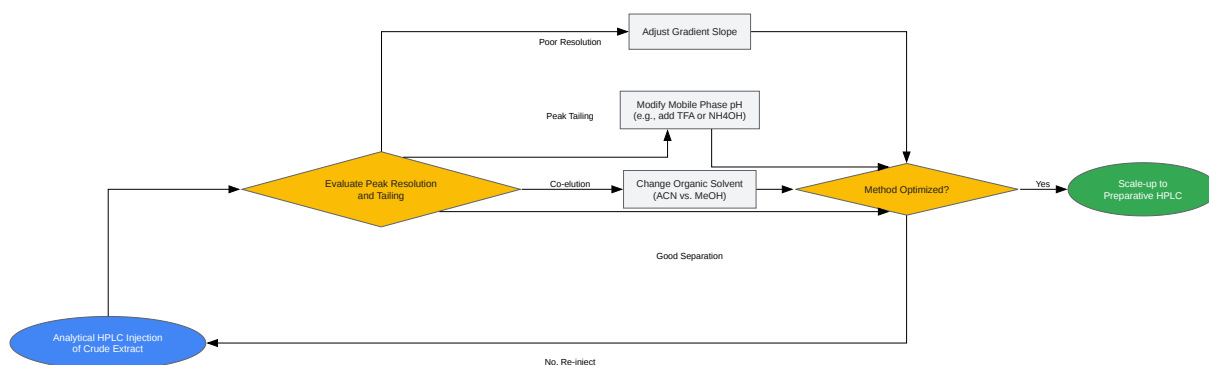 Adjust Gradient Slope
Poor Resolution
Modify Mobile Phase pH
(e.g., add TFA or NH4OH)
Peak Tailing
Evaluate Peak Resolution
and Tailing
Co-elution
Change Organic Solvent
(ACN vs. MeOH)
Method Optimized?
Yes
Scale-up to
Preparative HPLC
Good Separation
Analytical HPLC Injection
of Crude Extract
No, Re-inject